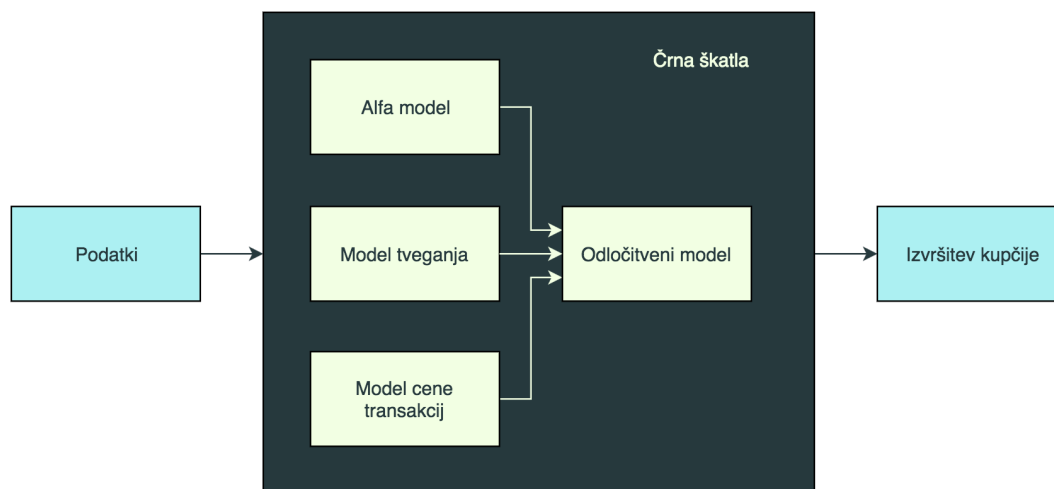 Črna škatla
Alfa model
Podatki
Model tveganja
Odločitveni model
Izvršitev kupčije
Model cene
transakcij